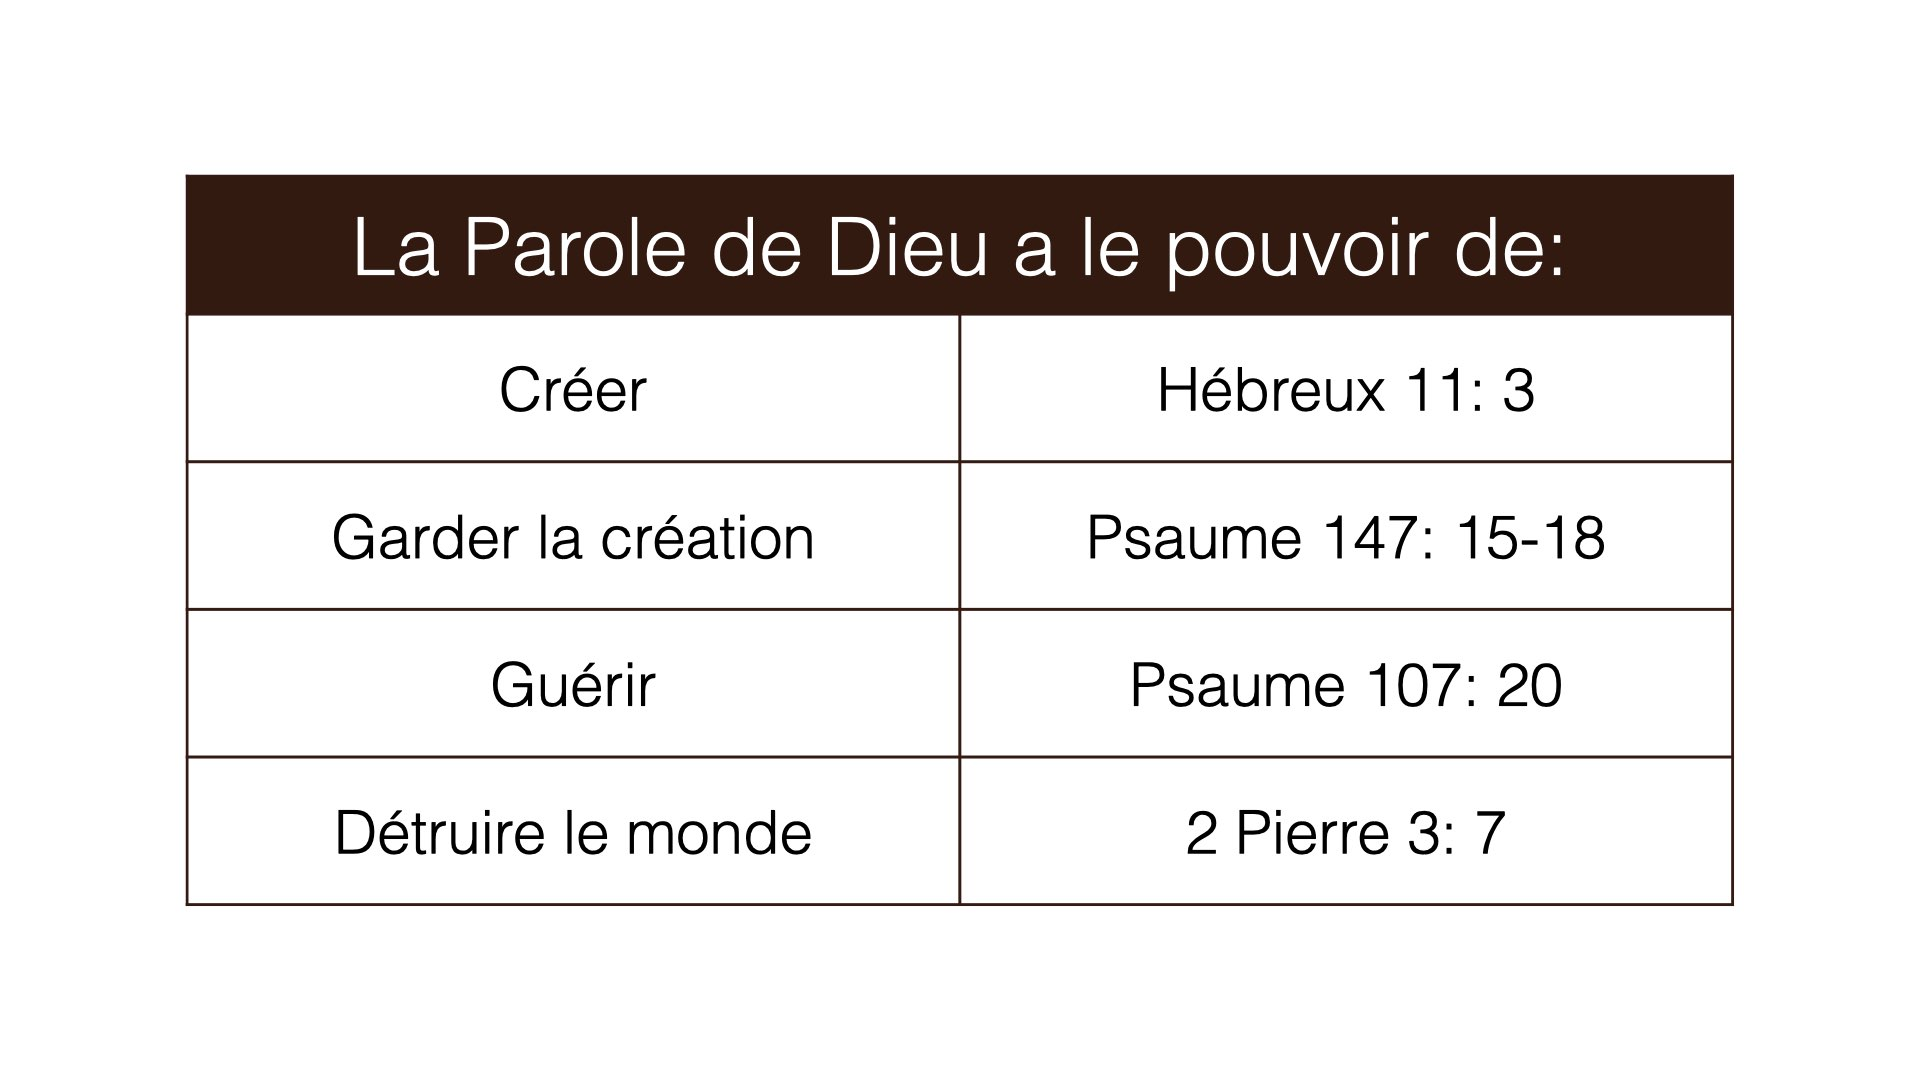 La Parole de Dieu a le pouvoir de:
Créer
Hébreux 11: 3
Garder la création
Psaume 147: 15-18
Guérir
Psaume 107: 20
Détruire le monde
2 Pierre 3: 7